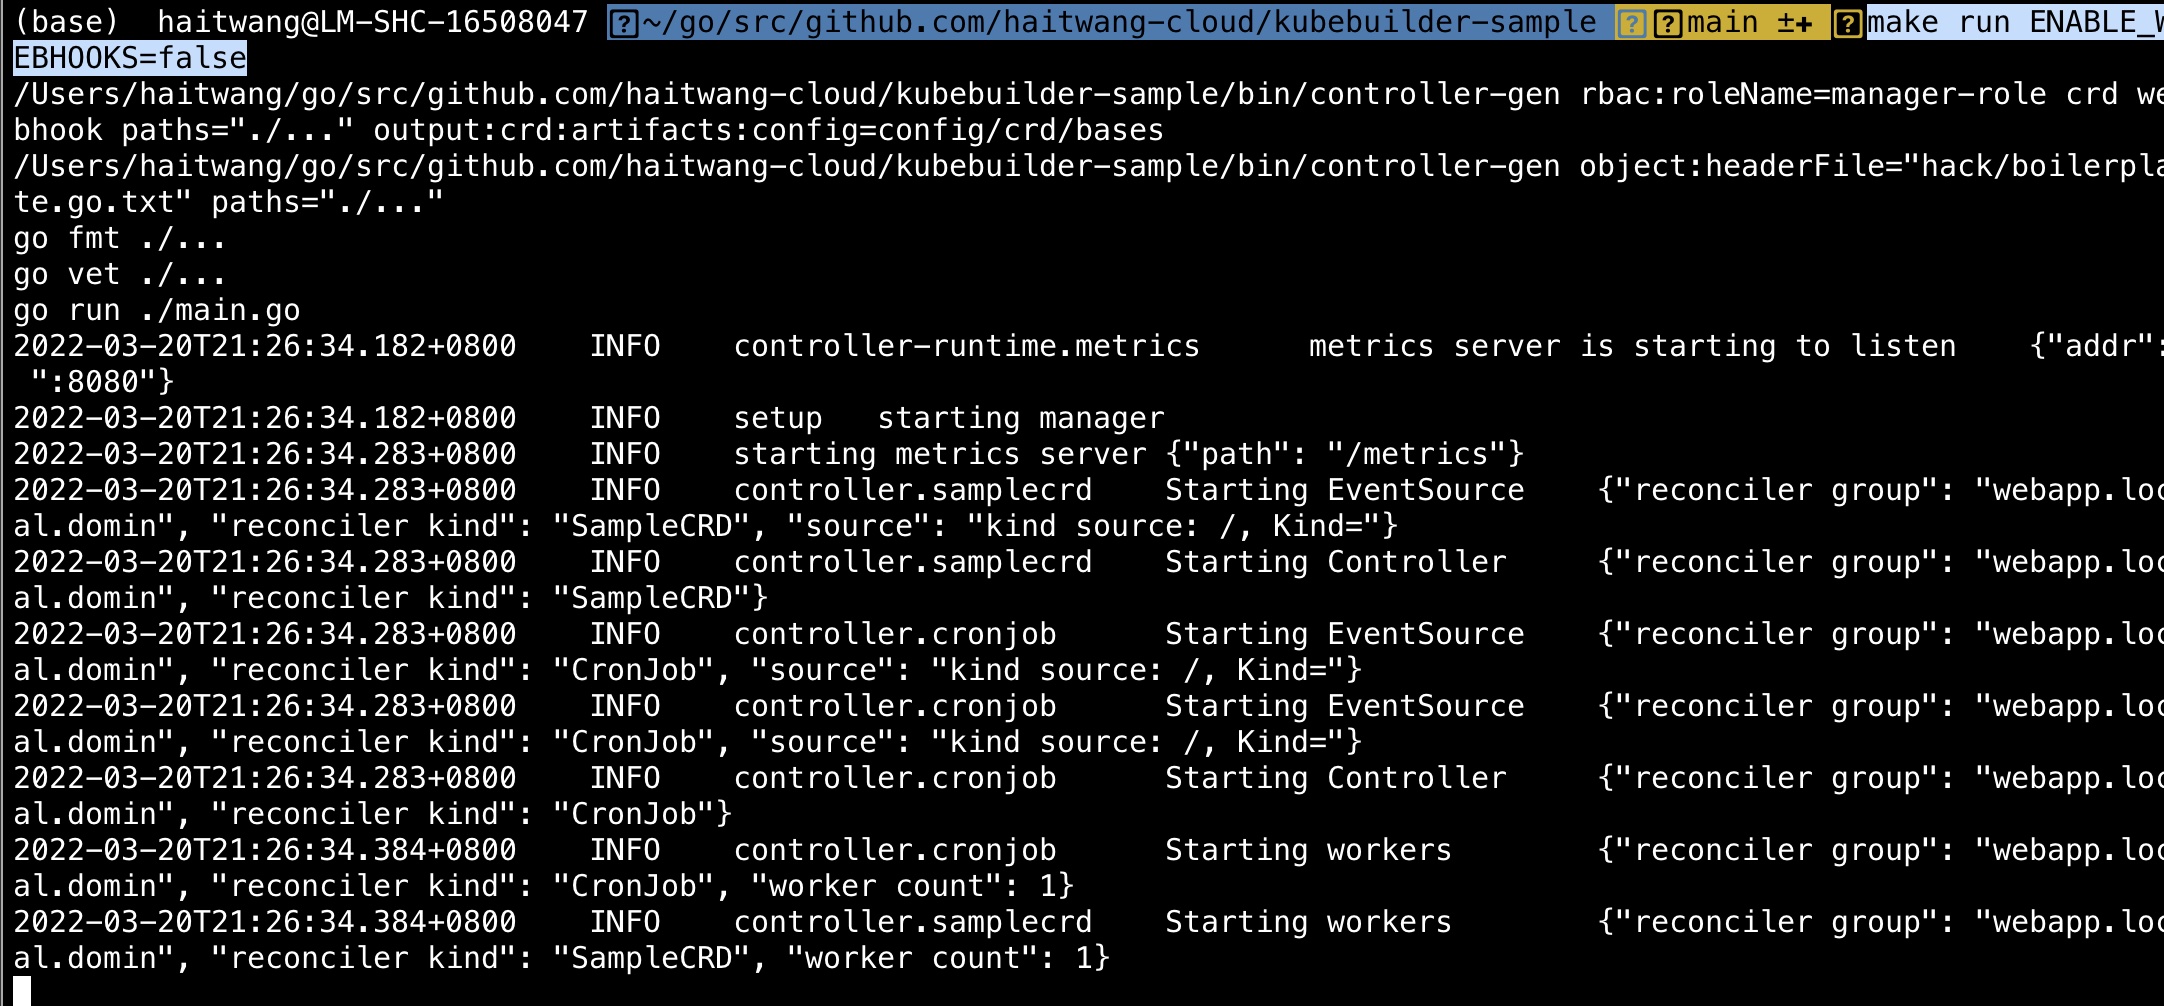 (base)  haitwang@LM-SHC-16508047 ~/go/src/github.com/haitwang-cloud/kubebuilder-sample main ±+ make run ENABLE_W
EBHOOKS=false
/Users/haitwang/go/src/github.com/haitwang-cloud/kubebuilder-sample/bin/controller-gen rbac:roleName=manager-role crd we
bhook paths="./..." output:crd:artifacts:config=config/crd/bases
/Users/haitwang/go/src/github.com/haitwang-cloud/kubebuilder-sample/bin/controller-gen object:headerFile="hack/boilerpla
te.go.txt" paths="./..."
go fmt ./...
go vet ./...
go run ./main.go
2022-03-20T21:26:34.182+0800    INFO    controller-runtime.metrics      metrics server is starting to listen    {"addr":
 ":8080"}
2022-03-20T21:26:34.182+0800    INFO    setup   starting manager
2022-03-20T21:26:34.283+0800    INFO    starting metrics server {"path": "/metrics"}
2022-03-20T21:26:34.283+0800    INFO    controller.samplecrd    Starting EventSource    {"reconciler group": "webapp.loc
al.domin", "reconciler kind": "SampleCRD", "source": "kind source: /, Kind="}
2022-03-20T21:26:34.283+0800    INFO    controller.samplecrd    Starting Controller     {"reconciler group": "webapp.loc
al.domin", "reconciler kind": "SampleCRD"}
2022-03-20T21:26:34.283+0800    INFO    controller.cronjob      Starting EventSource    {"reconciler group": "webapp.loc
al.domin", "reconciler kind": "CronJob", "source": "kind source: /, Kind="}
2022-03-20T21:26:34.283+0800    INFO    controller.cronjob      Starting EventSource    {"reconciler group": "webapp.loc
al.domin", "reconciler kind": "CronJob", "source": "kind source: /, Kind="}
2022-03-20T21:26:34.283+0800    INFO    controller.cronjob      Starting Controller     {"reconciler group": "webapp.loc
al.domin", "reconciler kind": "CronJob"}
2022-03-20T21:26:34.384+0800    INFO    controller.cronjob      Starting workers        {"reconciler group": "webapp.loc
al.domin", "reconciler kind": "CronJob", "worker count": 1}
2022-03-20T21:26:34.384+0800    INFO    controller.samplecrd    Starting workers        {"reconciler group": "webapp.loc
al.domin", "reconciler kind": "SampleCRD", "worker count": 1}